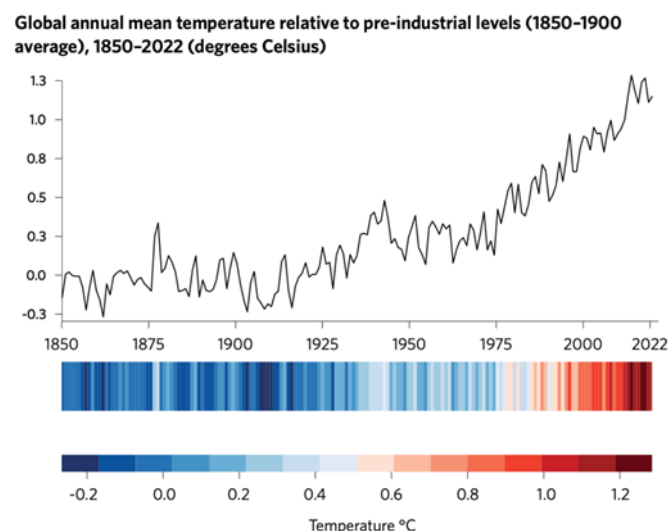 Global annual mean temperature relative to pre-industrial levels (1850–1900
average), 1850–2022 (degrees Celsius)
1.3
1.0
0.8
0.5
0.3
0.0
-0.3
1850 1875 1900 1925 1950 1975 2000 2022
-0.2 0.0 0.2 0.4 0.6 0.8 1.0 1.2
Temperature °C